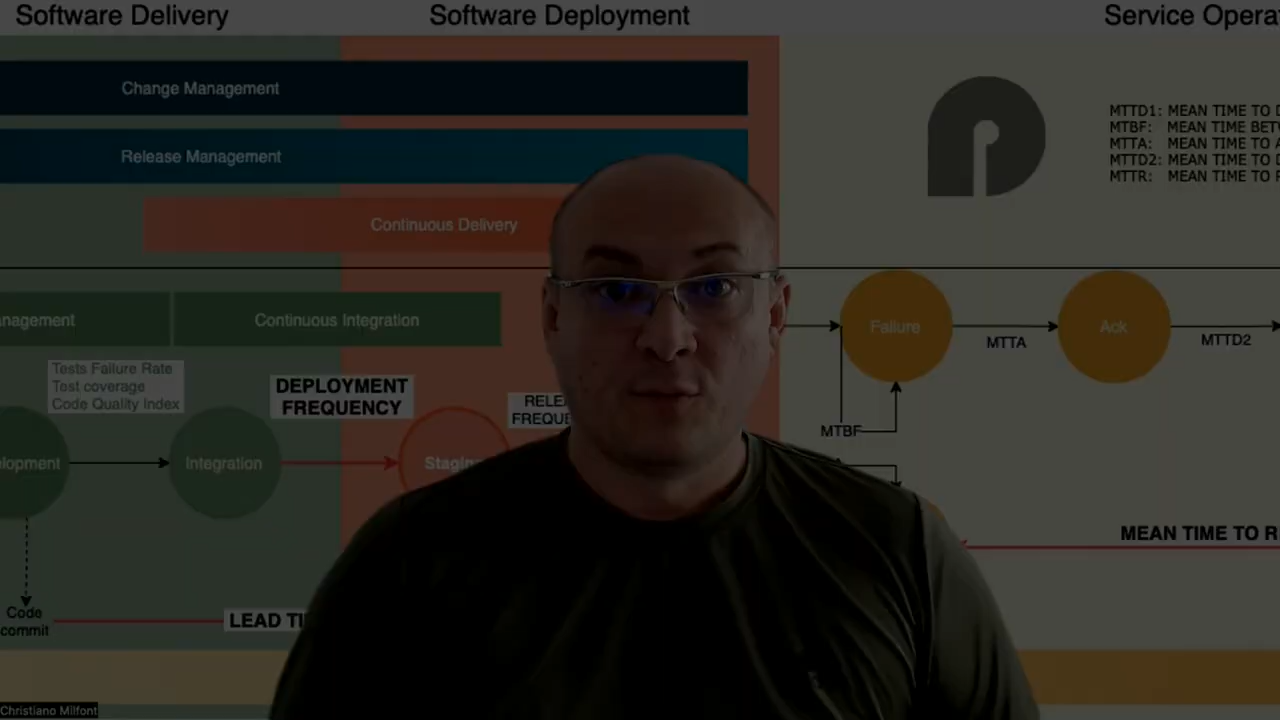 Software Delivery
Software Deployment
Service Opera
Change Management
Release Management
Continuous Delivery
MTTD1: MEAN TIME TO D
MTBF: MEAN TIME BET
MTTA: MEAN TIME TO A
MTTD2: MEAN TIME TO D
MTTR: MEAN TIME TO R
nagement
Continuous Integration
Failure
MTTA
Ack
MTTD2
Tests Failure Rate
Test coverage
Code Quality Index
DEPLOYMENT
FREQUENCY
RELE
FREQUE
MTBF
lopment
Integration
Staging
MEAN TIME TO R
Code
commit
LEAD TI
Christiano Milfont